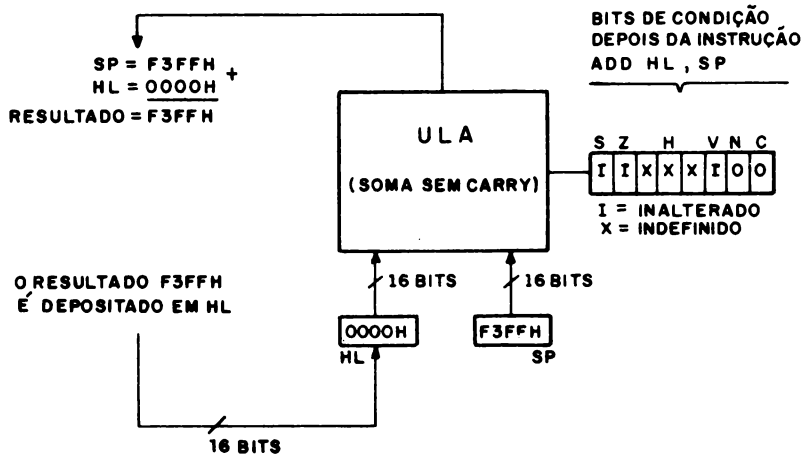 SP = F3FFH
HL = 0000H +
RESULTADO = F3FFH
BITS DE CONDIÇÃO
DEPOIS DA INSTRUÇÃO
ADD HL , SP
ULA
(SOMA SEM CARRY)
S Z H V N C
I I X X X I 0 0
I = INALTERADO
X = INDEFINIDO
O RESULTADO F3FFH
É DEPOSITADO EM HL
16 BITS
16 BITS
0000H
F3FFH
HL
SP
16 BITS